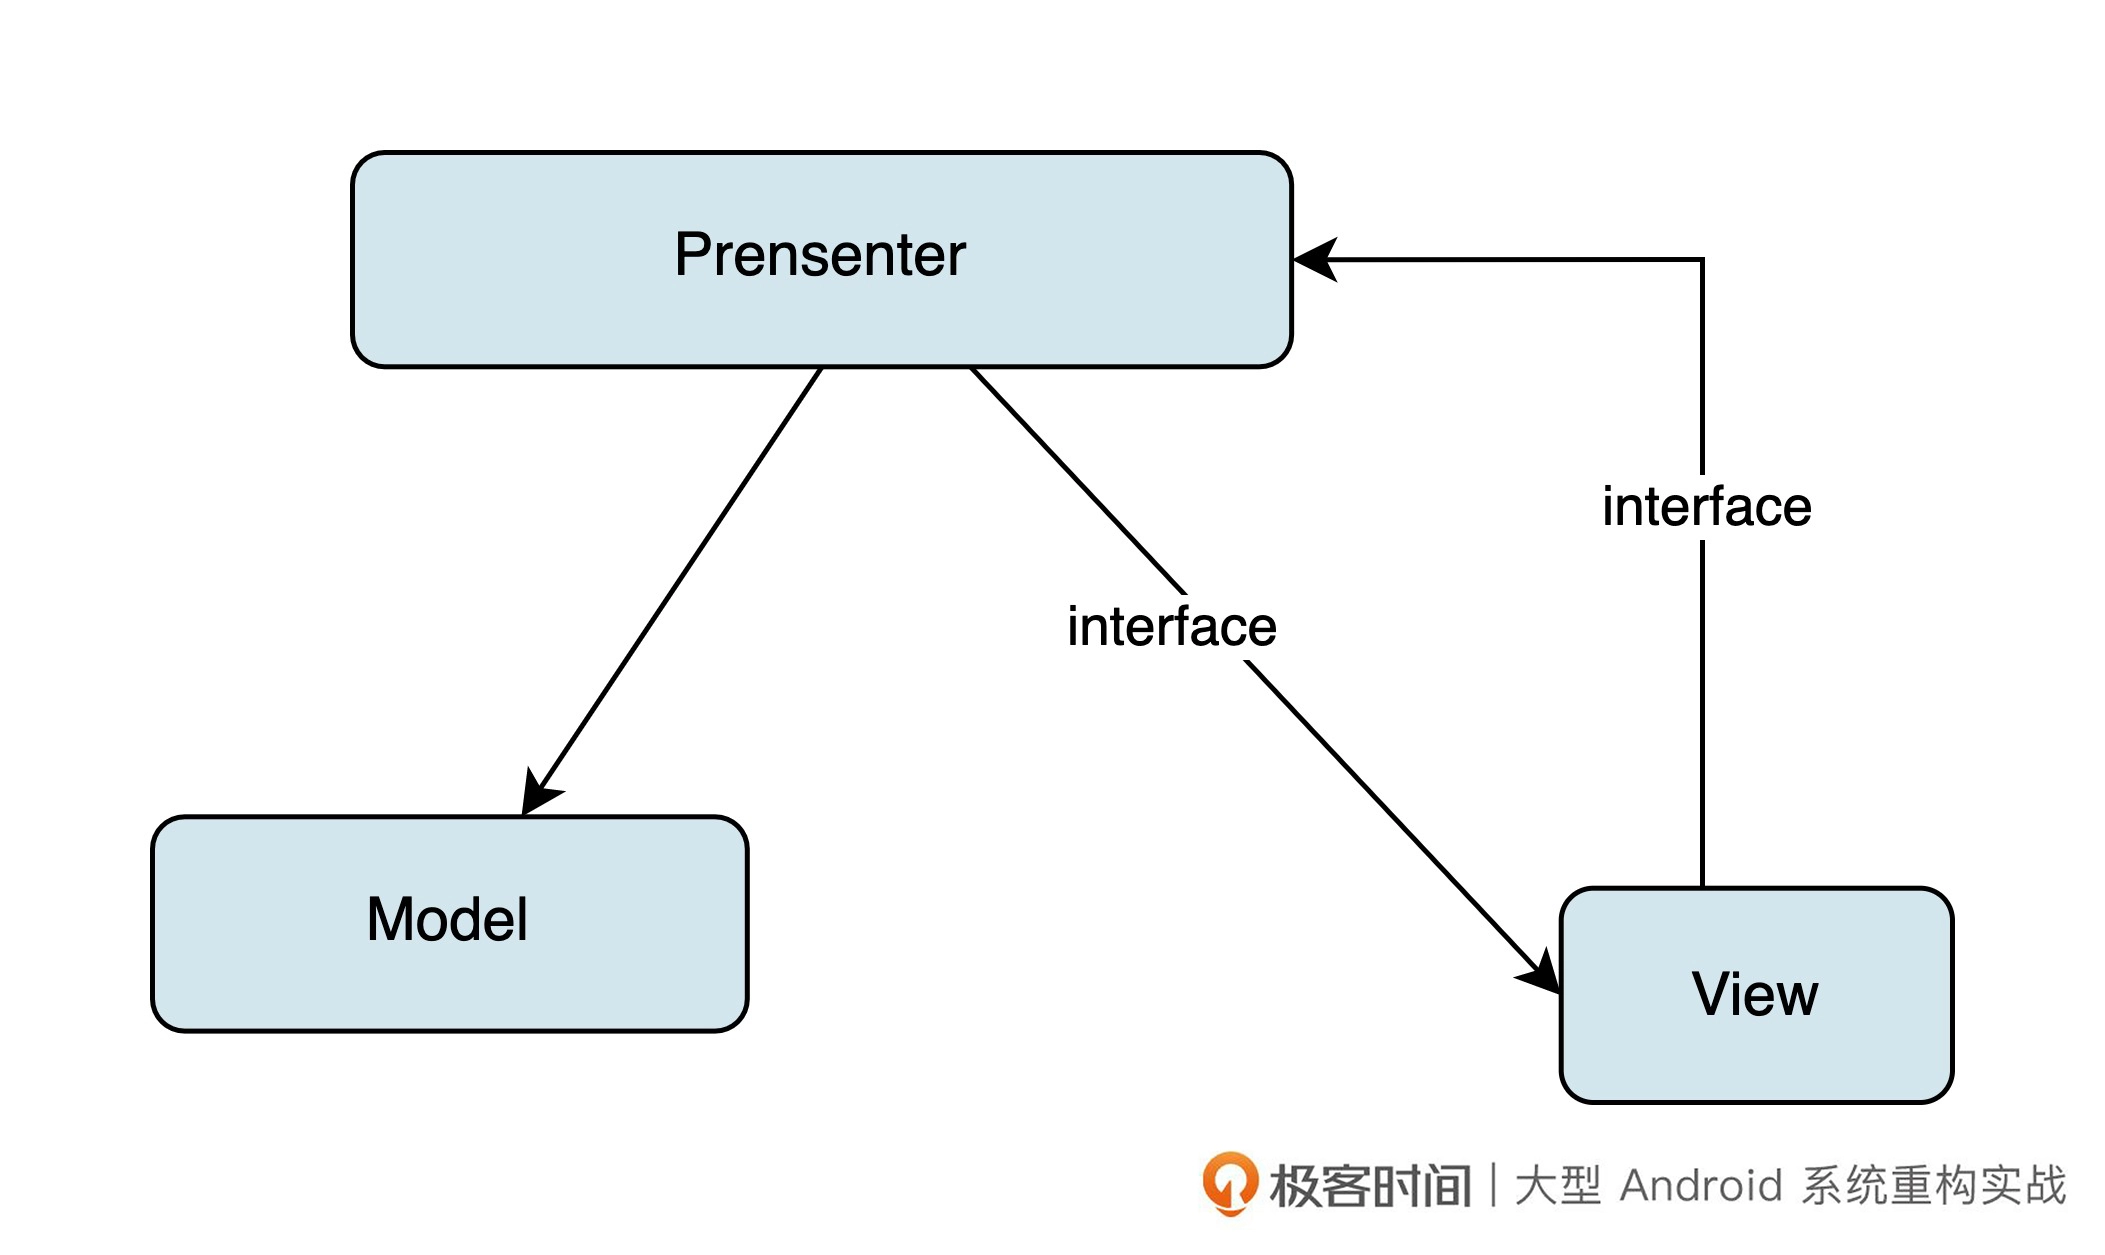 Prensenter
interface
interface
Model
View
极客时间 | 大型 Android 系统重构实战